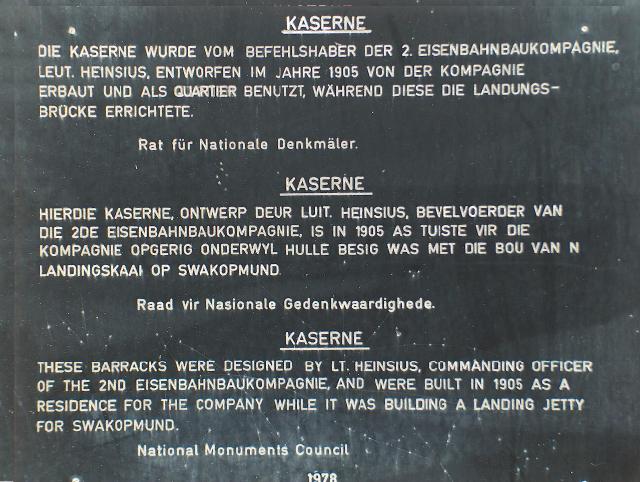 KASERNE
DIE KASERNE WURDE VOM BEFEHLSHABER DER 2. EISENBAHNBAUKOMPAGNIE,
LEUT. HEINSIUS, ENTWORFEN IM JAHRE 1905 VON DER KOMPAGNIE
ERBAUT UND ALS QUARTIER BENUTZT, WÄHREND DIESE DIE LANDUNGS-
BRÜCKE ERRICHTETE.
Rat für Nationale Denkmäler.
KASERNE
HIERDIE KASERNE, ONTWERP DEUR LUIT. HEINSIUS, BEVELVOERDER VAN
DIE 2DE EISENBAHNBAUKOMPAGNIE, IS IN 1905 AS TUISTE VIR DIE
KOMPAGNIE OPGERIG ONDERWYL HULLE BESIG WAS MET DIE BOU VAN N
LANDINGSKAAI OP SWAKOPMUND.
Raad vir Nasionale Gedenkwaardighede.
KASERNE
THESE BARRACKS WERE DESIGNED BY LT. HEINSIUS, COMMANDING OFFICER
OF THE 2ND EISENBAHNBAUKOMPAGNIE, AND WERE BUILT IN 1905 AS A
RESIDENCE FOR THE COMPANY WHILE IT WAS BUILDING A LANDING JETTY
FOR SWAKOPMUND.
National Monuments Council
1978